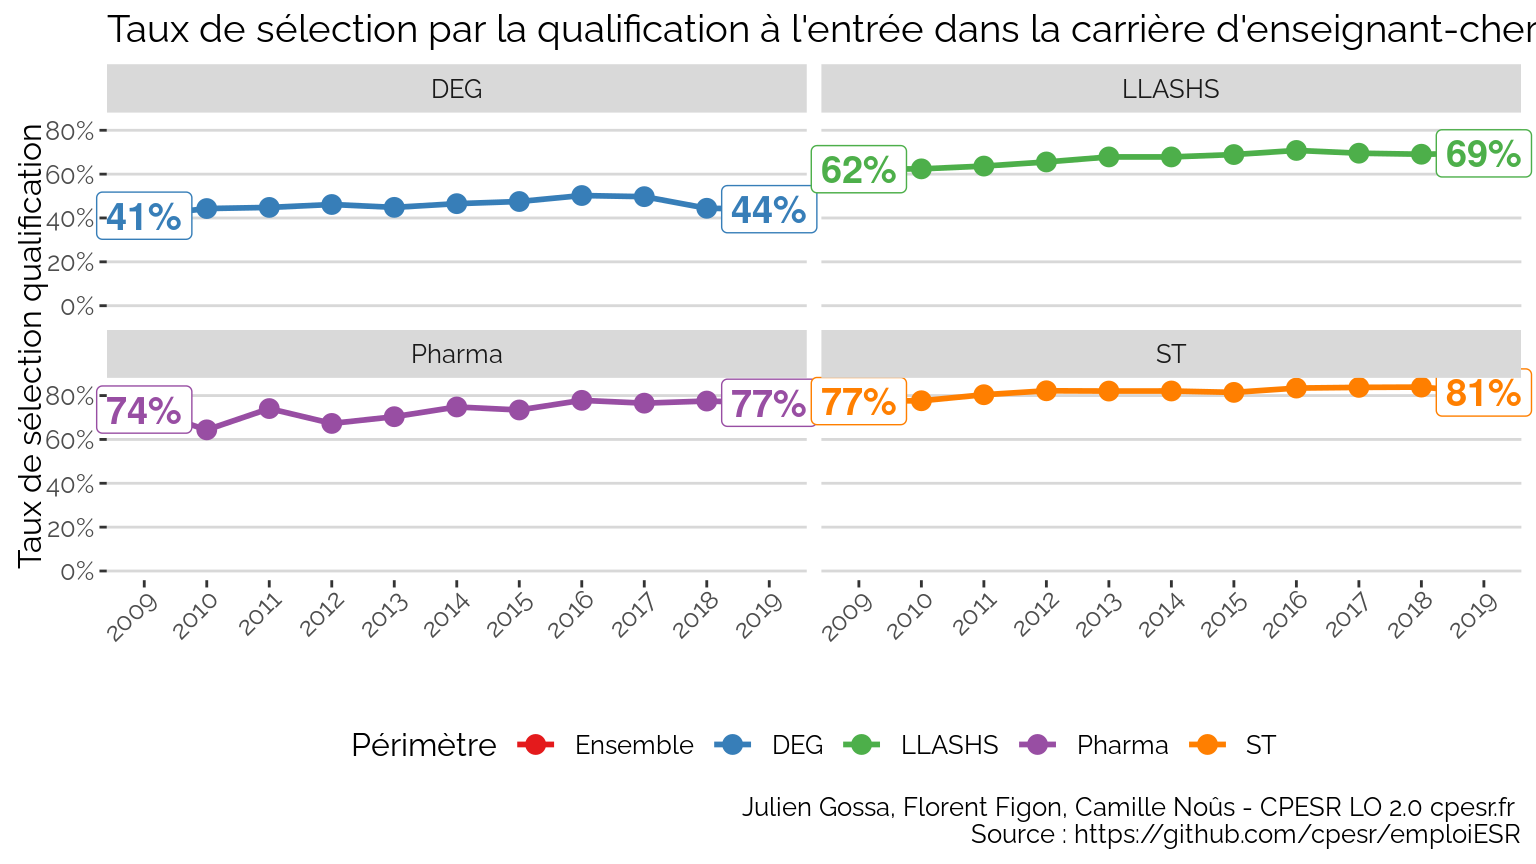 Taux de sélection par la qualification à l'entrée dans la carrière d'enseignant-cher
DEG
LLASHS
Taux de sélection qualification
80%
60%
40%
20%
0%
41%
44%
62%
69%
Pharma
ST
80%
60%
40%
20%
0%
74%
77%
77%
81%
2009 2010 2011 2012 2013 2014 2015 2016 2017 2018 2019
2009 2010 2011 2012 2013 2014 2015 2016 2017 2018 2019
Périmètre Ensemble DEG LLASHS Pharma ST
Julien Gossa, Florent Figon, Camille Noûs - CPESR LO 2.0 cpesr.fr
Source : https://github.com/cpesr/emploiESR